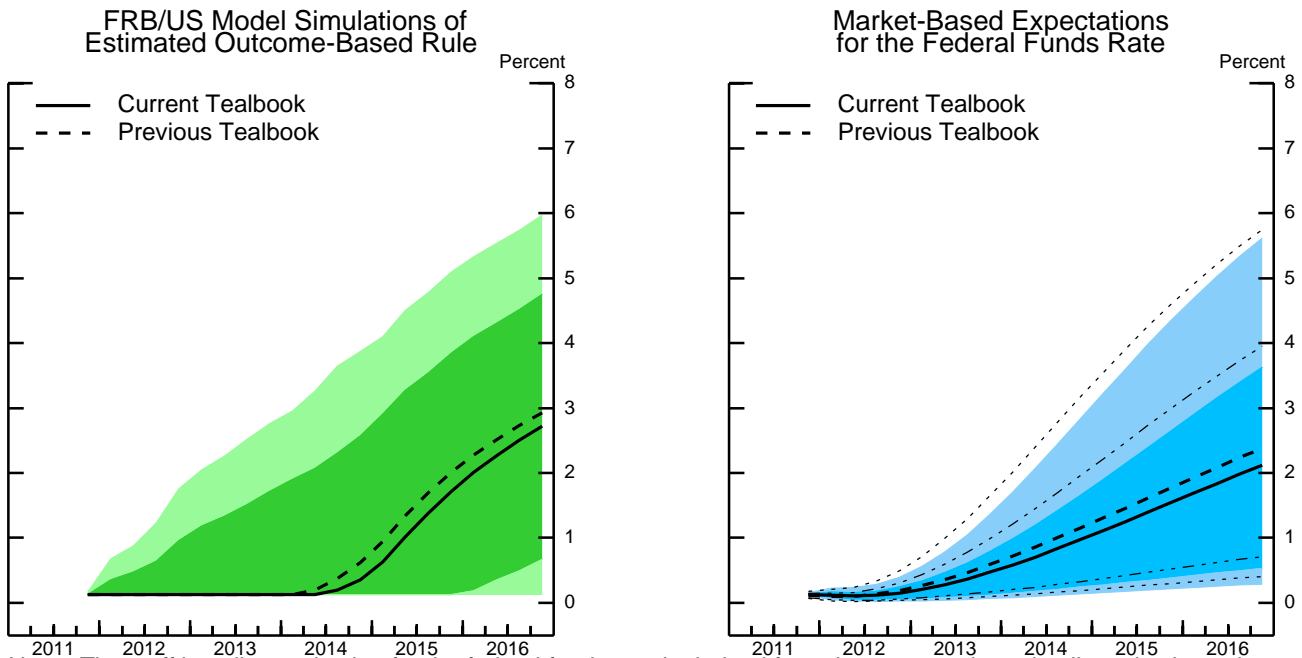 FRB/US Model Simulations of
Estimated Outcome-Based Rule
Percent
Current Tealbook
Previous Tealbook
8
7
6
5
4
3
2
1
0
2011 2012 2013 2014 2015 2016
Market-Based Expectations
for the Federal Funds Rate
Percent
Current Tealbook
Previous Tealbook
8
7
6
5
4
3
2
1
0
2011 2012 2013 2014 2015 2016